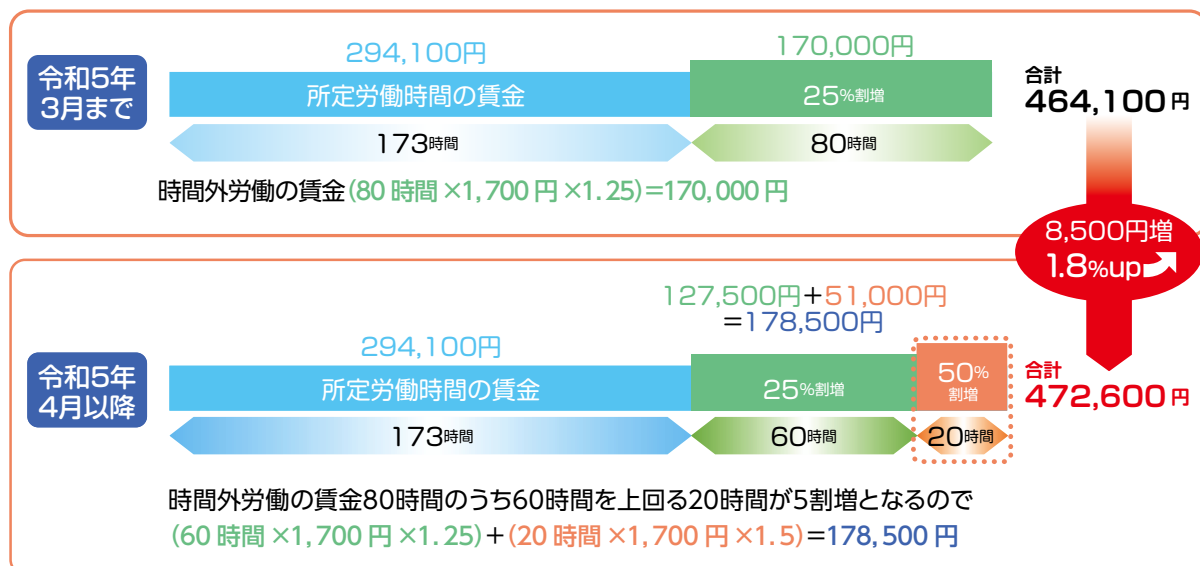 令和5年
3月まで
294,100円
170,000円
所定労働時間の賃金
25%割増
173時間
80時間
時間外労働の賃金(80時間×1,700円×1.25)=170,000円
合計
464,100円
8,500円増
1.8%up
令和5年
4月以降
127,500円+51,000円
=178,500円
294,100円
所定労働時間の賃金
25%割増
50%
割増
173時間
60時間
20時間
合計
472,600円
時間外労働の賃金80時間のうち60時間を上回る20時間が5割増となるので
(60時間×1,700円×1.25)+(20時間×1,700円×1.5)=178,500円